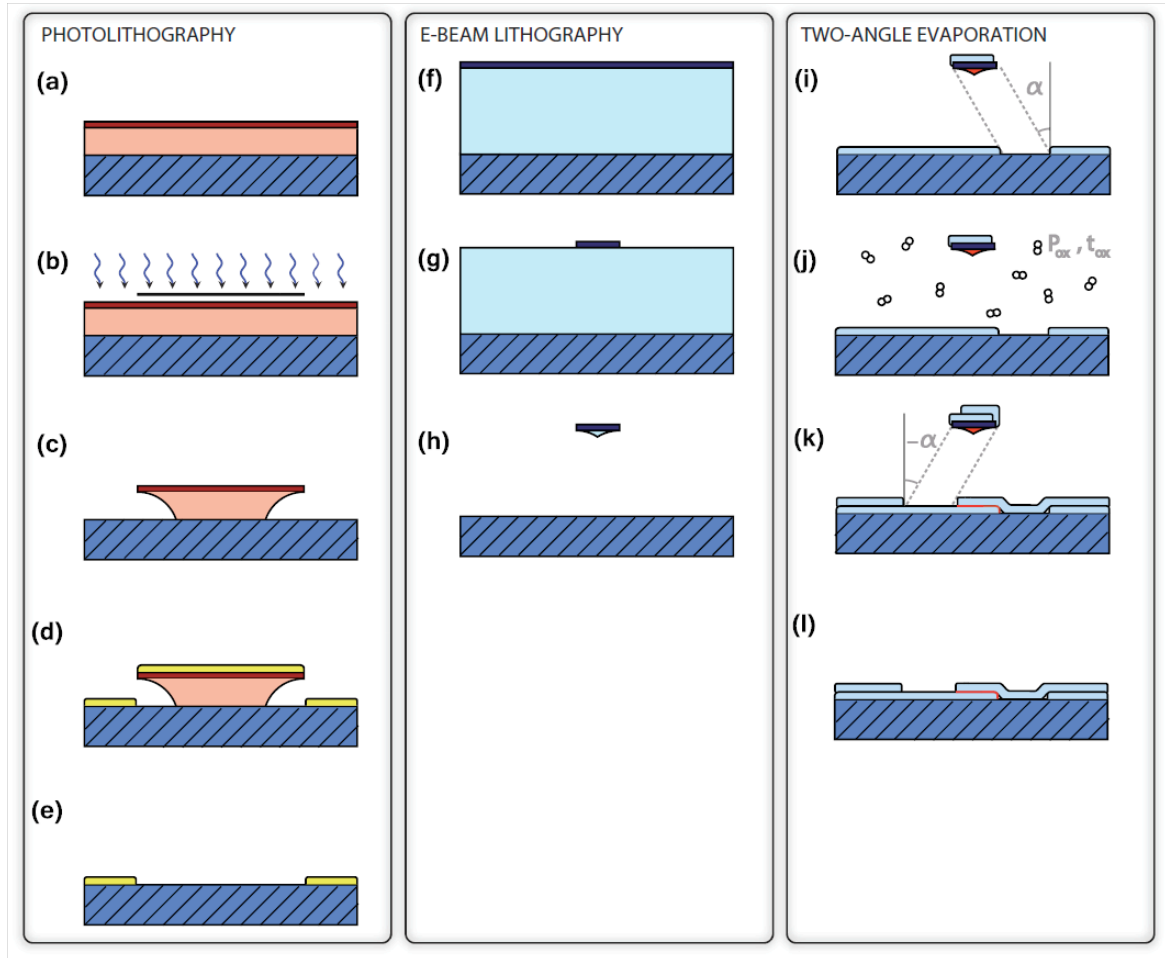 PHOTOLITHOGRAPHY
(a)
(b)
(c)
(d)
(e)
E-BEAM LITHOGRAPHY
(f)
(g)
(h)
TWO-ANGLE EVAPORATION
(i)
α
(j)
Pox , tox
(k)
-α
(l)